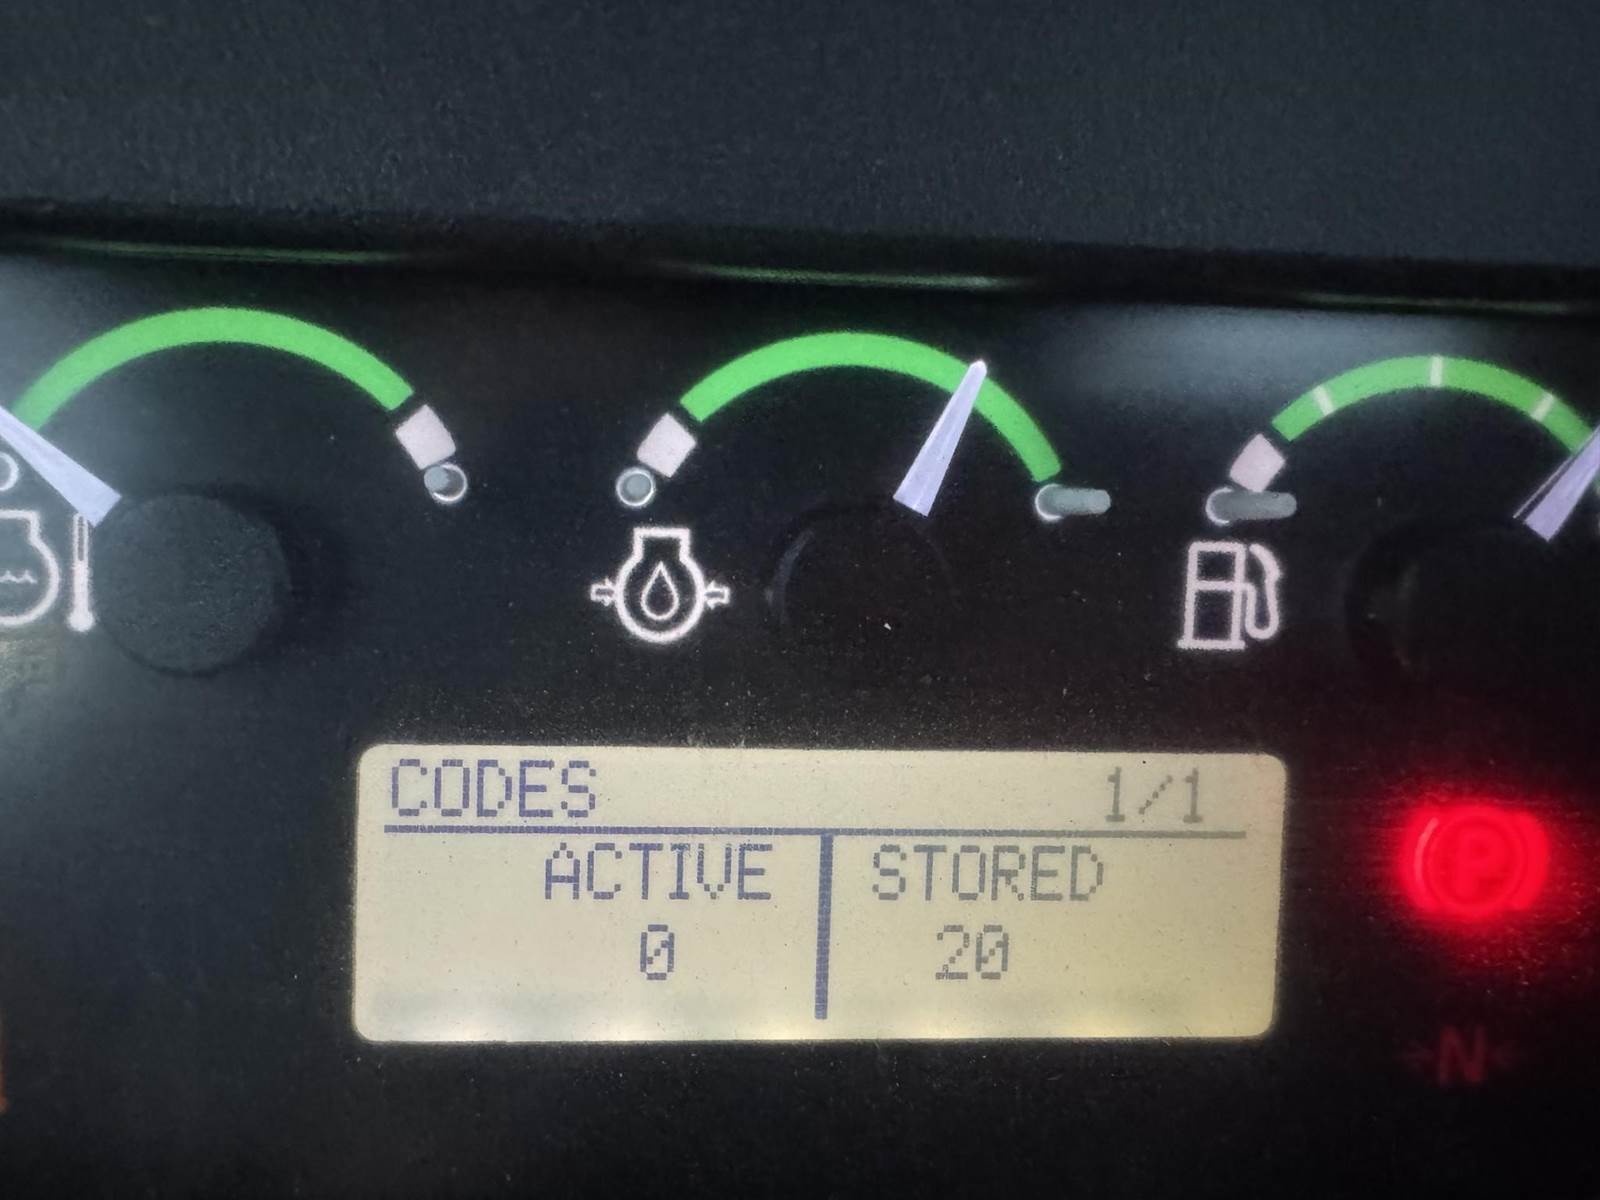 CODES 1/1
ACTIVE STORED
0 20
P
N